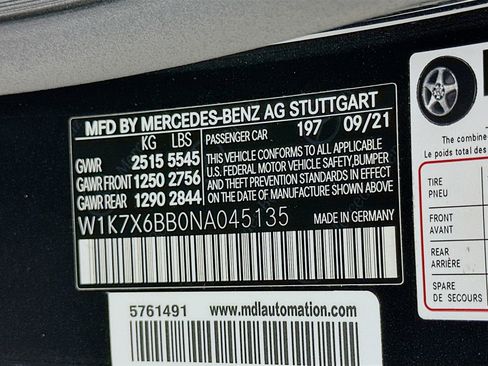 MFD BY MERCEDES-BENZ AG STUTTGART
KG LBS PASSENGER CAR 197 09/21
GVWR 2515 5545
GAWR FRONT 1250 2756
GAWR REAR 1290 2844
THIS VEHICLE CONFORMS TO ALL APPLICABLE
U.S. FEDERAL MOTOR VEHICLE SAFETY, BUMPER
AND THEFT PREVENTION STANDARDS IN EFFECT
ON THE DATE OF MANUFACTURE SHOWN ABOVE
W1K7X6BB0NA045135
MADE IN GERMANY
5761491 www.mdlautomation.com
The combine
Le poids total des
TIRE
PNEU
FRONT
AVANT
REAR
ARRIÈRE
SPARE
DE SECOURS